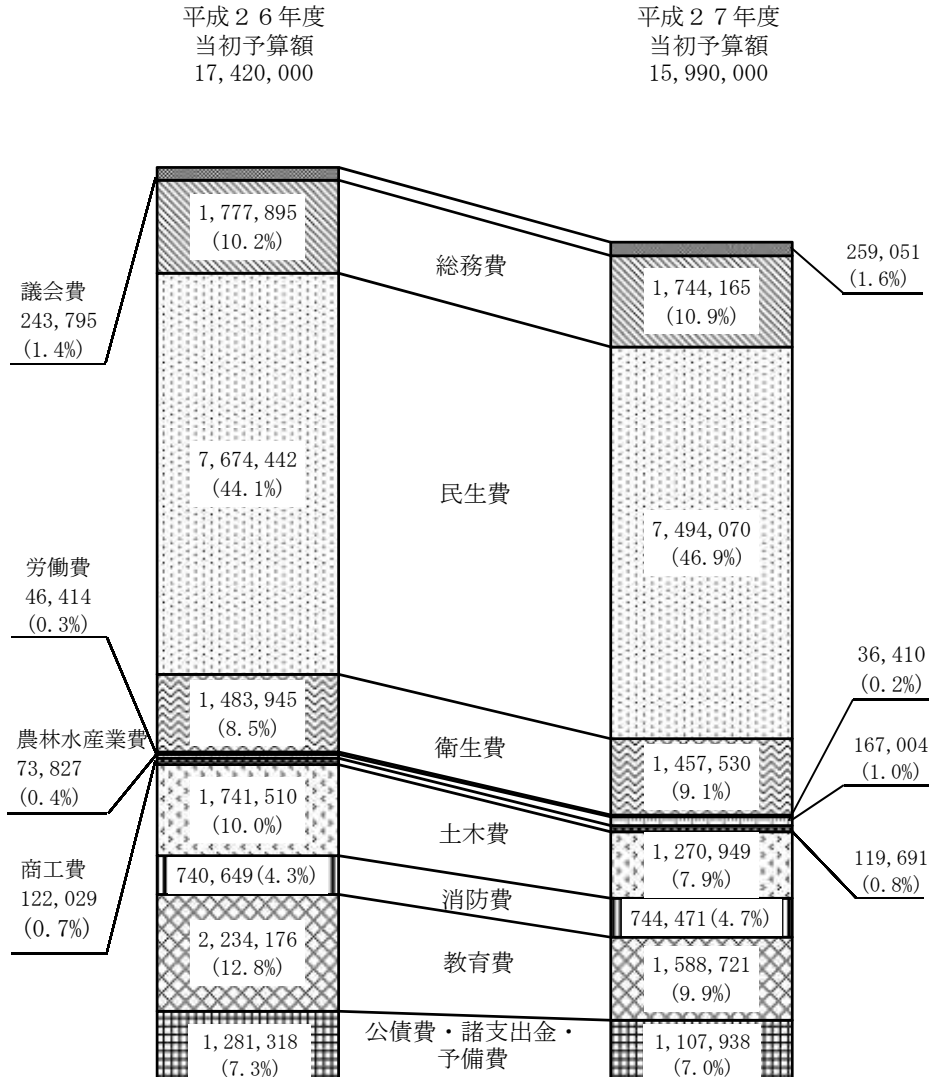 平成２６年度
当初予算額
17,420,000
平成２７年度
当初予算額
15,990,000
議会費
243,795
(1.4%)
1,777,895
(10.2%)
総務費
1,744,165
(10.9%)
259,051
(1.6%)
7,674,442
(44.1%)
民生費
7,494,070
(46.9%)
労働費
46,414
(0.3%)
36,410
(0.2%)
1,483,945
(8.5%)
衛生費
1,457,530
(9.1%)
農林水産業費
73,827
(0.4%)
167,004
(1.0%)
1,741,510
(10.0%)
土木費
1,270,949
(7.9%)
商工費
122,029
(0.7%)
119,691
(0.8%)
740,649(4.3%)
消防費
744,471(4.7%)
2,234,176
(12.8%)
教育費
1,588,721
(9.9%)
1,281,318
(7.3%)
公債費・諸支出金・
予備費
1,107,938
(7.0%)